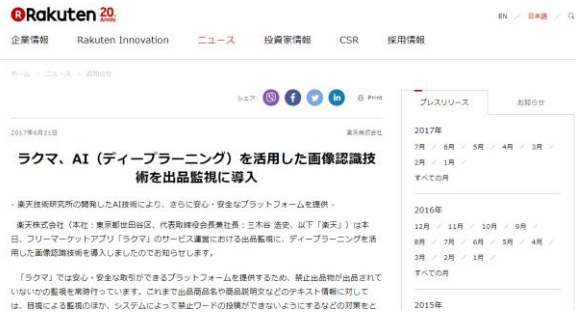 Rakuten 20 Anniv.
EN / 日本語 /
企業情報 Rakuten Innovation ニュース 投資家情報 CSR 採用情報
ホーム > ニュース > お知らせ
シェア: Print
2017年6月21日 楽天株式会社
ラクマ、AI(ディープラーニング)を活用した画像認識技
術を出品監視に導入
- 楽天技術研究所の開発したAI技術により、さらに安心・安全なプラットフォームを提供 -
楽天株式会社(本社:東京都世田谷区、代表取締役会長兼社長:三木谷 浩史、以下「楽天」)は本
日、フリーマーケットアプリ「ラクマ」のサービス運営における出品監視に、ディープラーニングを活
用した画像認識技術を導入しましたのでお知らせします。
「ラクマ」では安心・安全な取引ができるプラットフォームを提供するため、禁止出品物が出品されて
いないかの監視を常時行っています。これまで出品商品名や商品説明文などのテキスト情報に対して
は、目視による監視のほか、システムによって禁止ワードの投稿ができないようにするなどの対策をと
プレスリリース お知らせ
2017年
7月 / 6月 / 5月 / 4月 / 3月 /
2月 / 1月 /
すべての月
2016年
12月 / 11月 / 10月 / 9月 /
8月 / 7月 / 6月 / 5月 / 4月 /
3月 / 2月 / 1月 /
すべての月
2015年